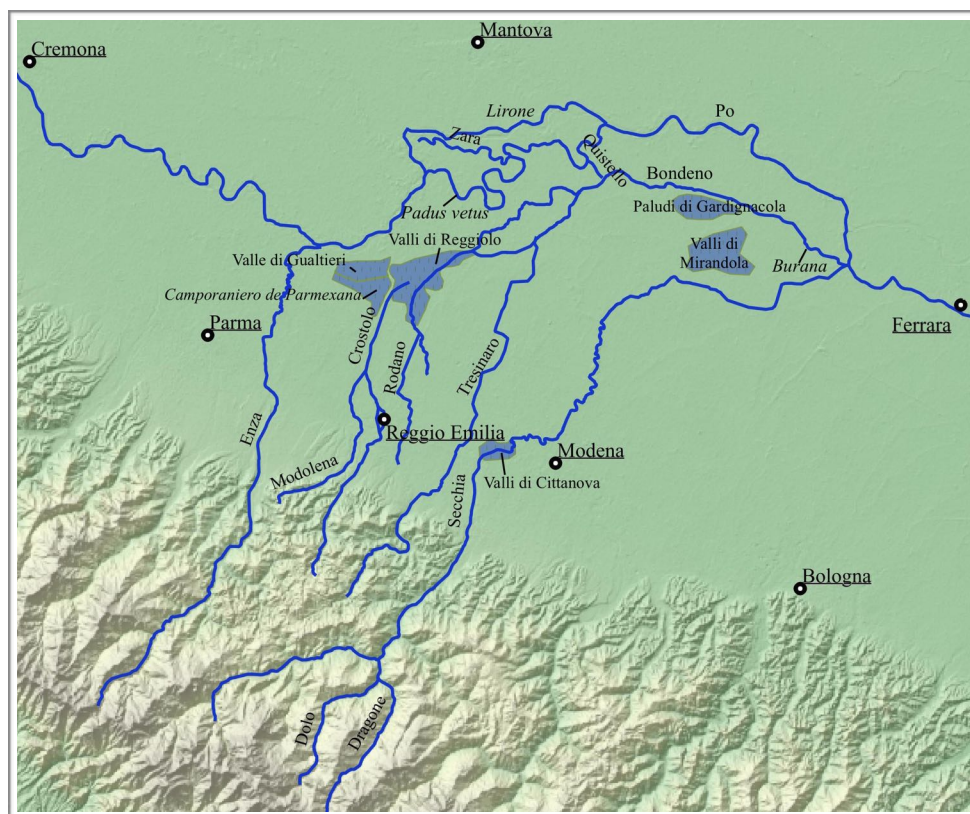 Mantova
Cremona
Lirone
Po
Zara
Quistello
Bondeno
Padus vetus
Paludi di Gardignacola
Valli di Reggiolo
Valli di
Mirandola
Valle di Gualtieri
Burana
Camporaniero de Parmexana
Parma
Ferrara
Crostolo
Rodano
Tresinaro
Enza
Reggio Emilia
Modena
Modolena
Valli di Cittanova
Secchia
Bologna
Dolo
Dragone